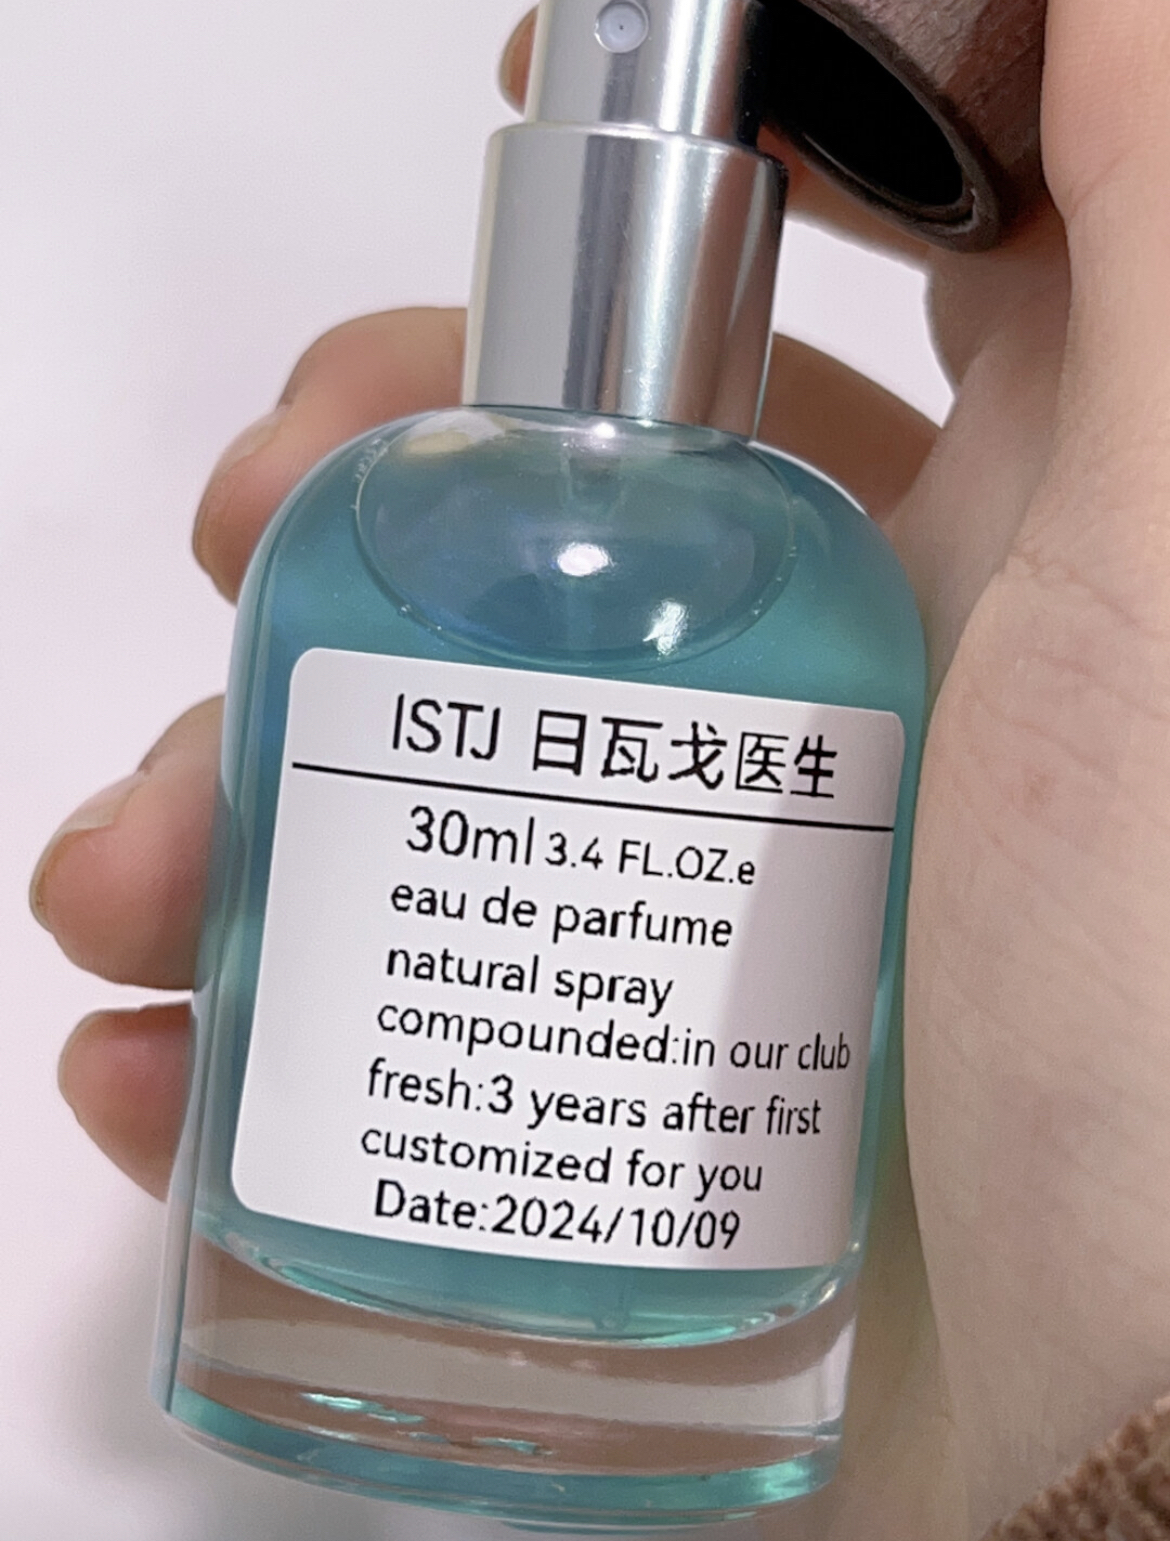 ISTJ 日瓦戈医生
30ml 3.4 FL.OZ.e
eau de parfume
natural spray
compounded:in our club
fresh:3 years after first
customized for you
Date:2024/10/09